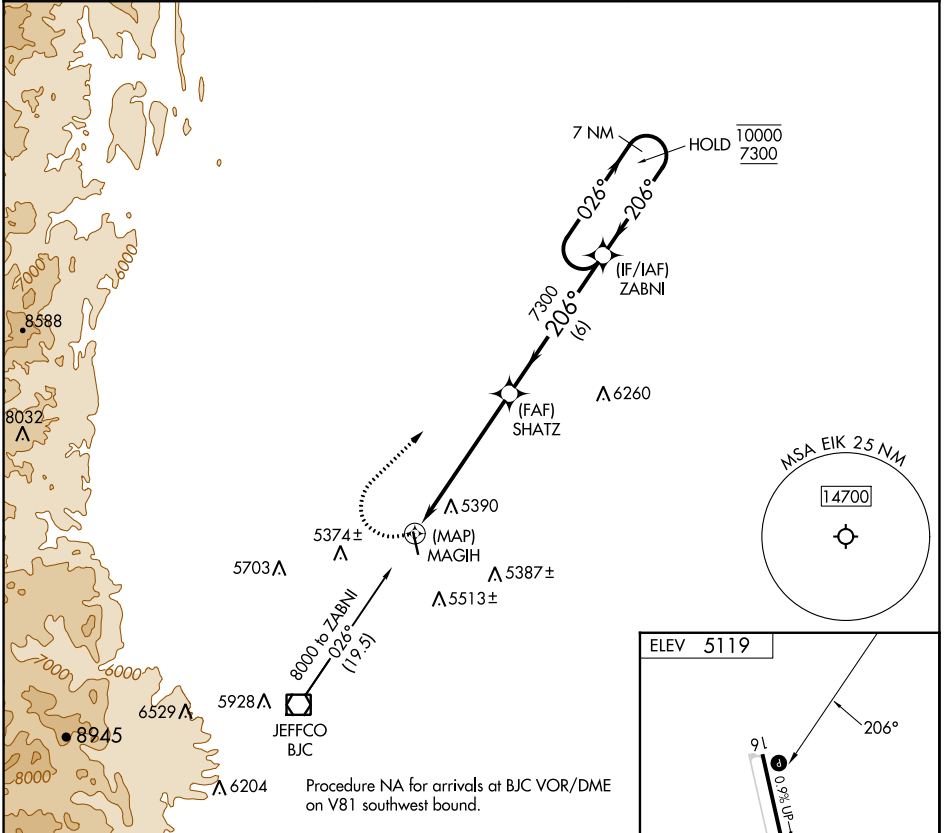 7 NM
HOLD
10000
7300
026°
206°
(IF/IAF)
ZABNI
7300
206°
(6)
6000
7000
8588
(FAF)
SHATZ
6260
8032
MSA EIK 25 NM
14700
5390
5374±
(MAP)
MAGIH
5703
5387±
5513±
8000 to ZABNI
026°
(19.5)
ELEV 5119
7000
6000
6529
5928
8945
JEFFCO
BJC
206°
16
P
0.9% UP
8000
6204
Procedure NA for arrivals at BJC VOR/DME
on V81 southwest bound.